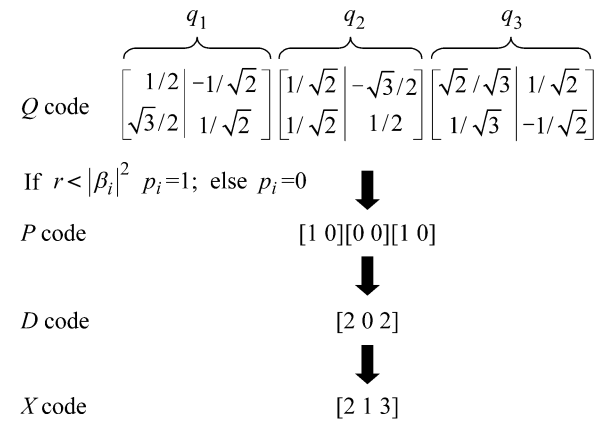 q₁ q₂ q₃
Q code [1/2 | -1/√2] [1/√2 | -√3/2] [√2/√3 | 1/√2]
[√3/2 | 1/√2] [1/√2 | 1/2] [1/√3 | -1/√2]
If r < |βᵢ|² pᵢ=1; else pᵢ=0
P code [1 0][0 0][1 0]
D code [2 0 2]
X code [2 1 3]